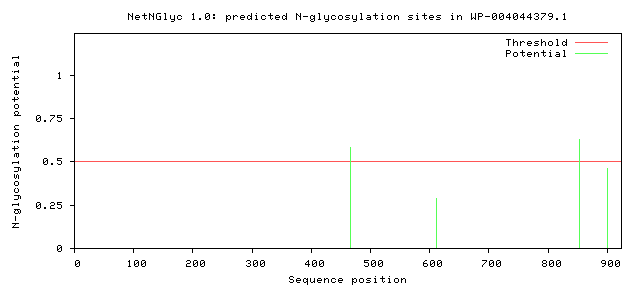 NetNGlyc 1.0: predicted N-glycosylation sites in WP-004044379.1
Threshold
Potential
N-glycosylation potential
1
0.75
0.5
0.25
0
0 100 200 300 400 500 600 700 800 900
Sequence position